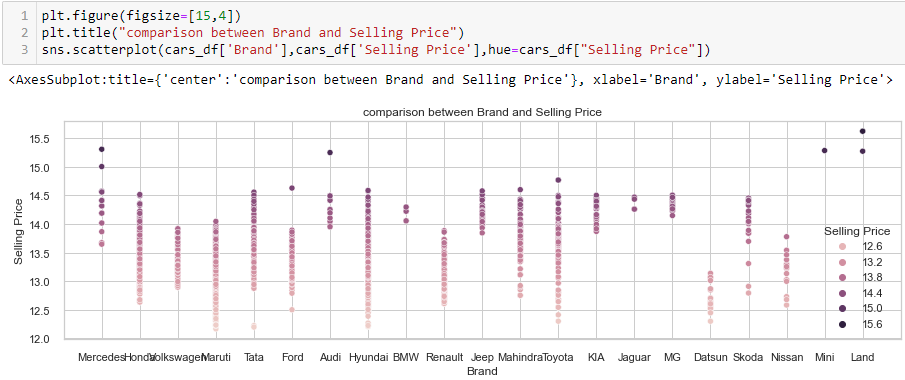 1 plt.figure(figsize=[15,4])
2 plt.title("comparison between Brand and Selling Price")
3 sns.scatterplot(cars_df['Brand'],cars_df['Selling Price'],hue=cars_df["Selling Price"])
<AxesSubplot:title={'center':'comparison between Brand and Selling Price'}, xlabel='Brand', ylabel='Selling Price'>
comparison between Brand and Selling Price
15.5
15.0
14.5
14.0
13.5
13.0
12.5
12.0
Selling Price
Selling Price
12.6
13.2
13.8
14.4
15.0
15.6
Mercedes Honda Volkswagen Maruti Tata Ford Audi Hyundai BMW Renault Jeep Mahindra Toyota KIA Jaguar MG Datsun Skoda Nissan Mini Land
Brand